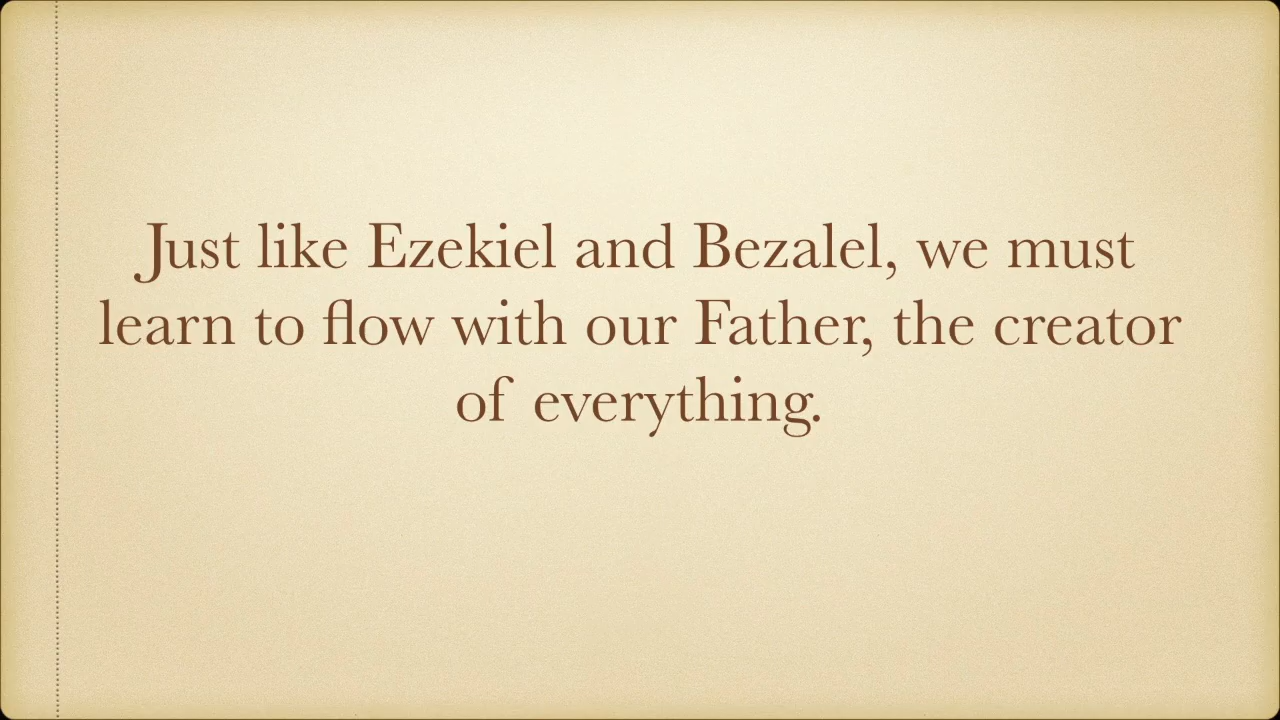 Just like Ezekiel and Bezalel, we must
learn to flow with our Father, the creator
of everything.